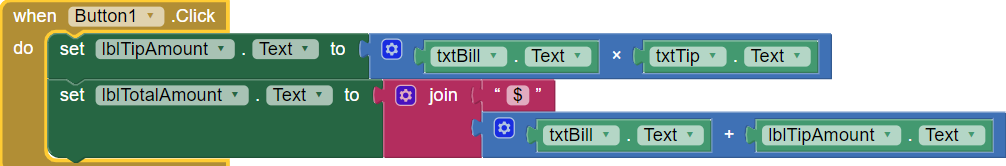 when Button1 .Click
do set lblTipAmount . Text to txtBill . Text × txtTip . Text
set lblTotalAmount . Text to join “ $ ”
txtBill . Text + lblTipAmount . Text